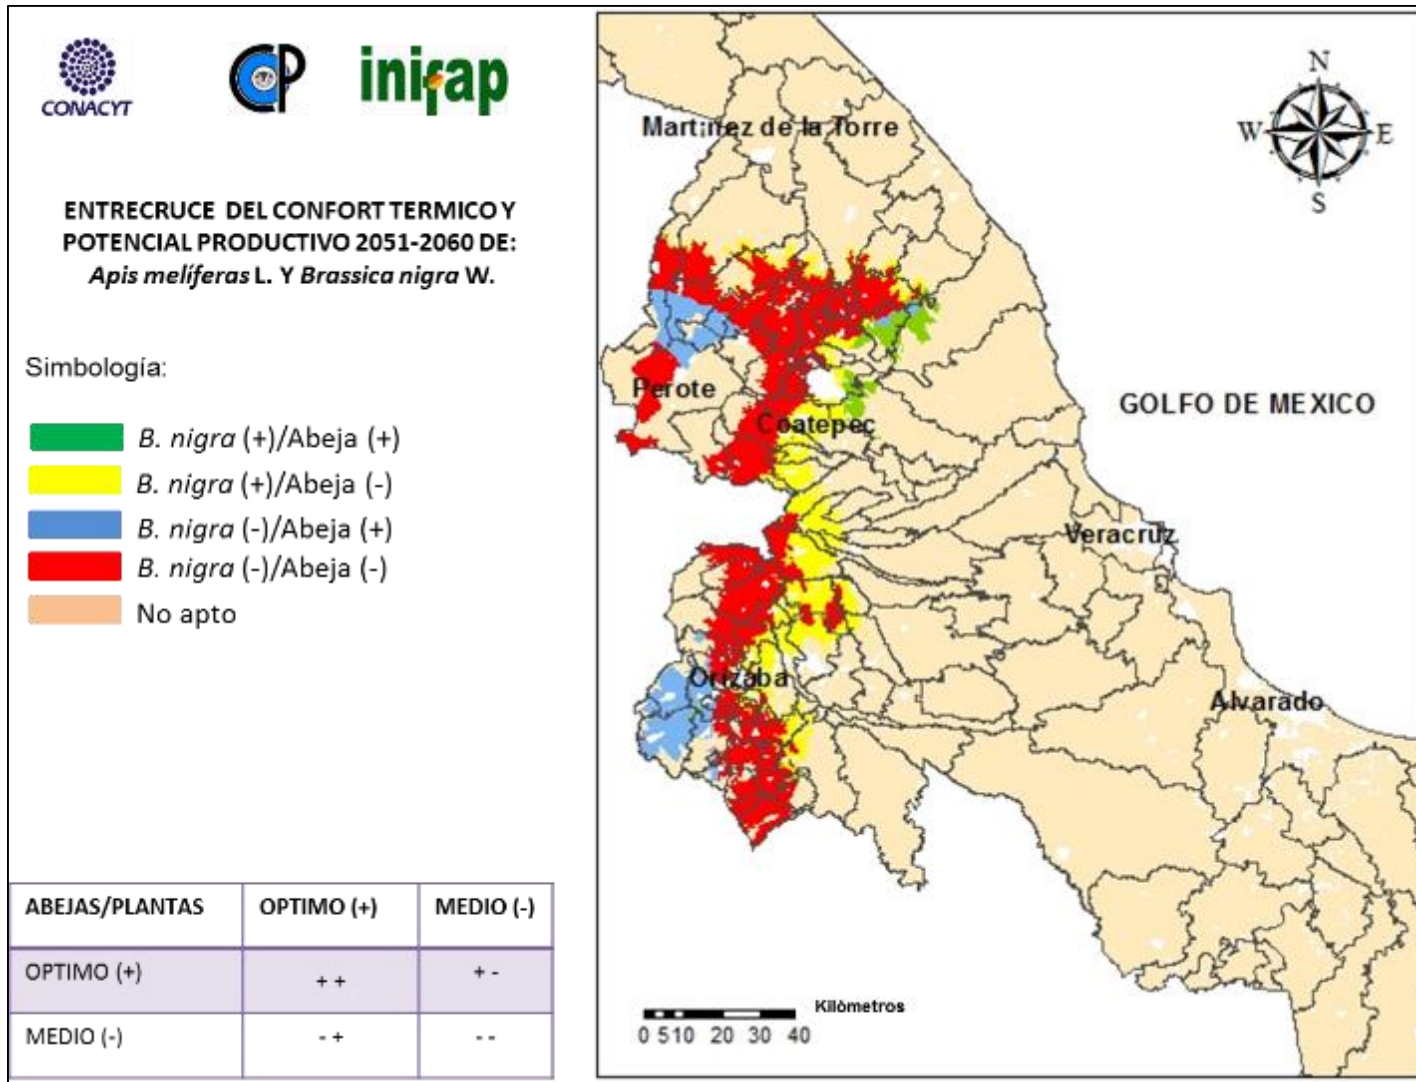 CONACYT
CP
inifap
ENTRECRUCE DEL CONFORT TERMICO Y
POTENCIAL PRODUCTIVO 2051-2060 DE:
Apis melíferas L. Y Brassica nigra W.
Simbología:
B. nigra (+)/Abeja (+)
B. nigra (+)/Abeja (-)
B. nigra (-)/Abeja (+)
B. nigra (-)/Abeja (-)
No apto
ABEJAS/PLANTAS OPTIMO (+) MEDIO (-)
OPTIMO (+) + + + -
MEDIO (-) - + - -
N
W E
S
Martínez de la Torre
Perote
Coatepec
GOLFO DE MEXICO
Veracruz
Orizaba
Alvarado
Kilómetros
0 5 10 20 30 40